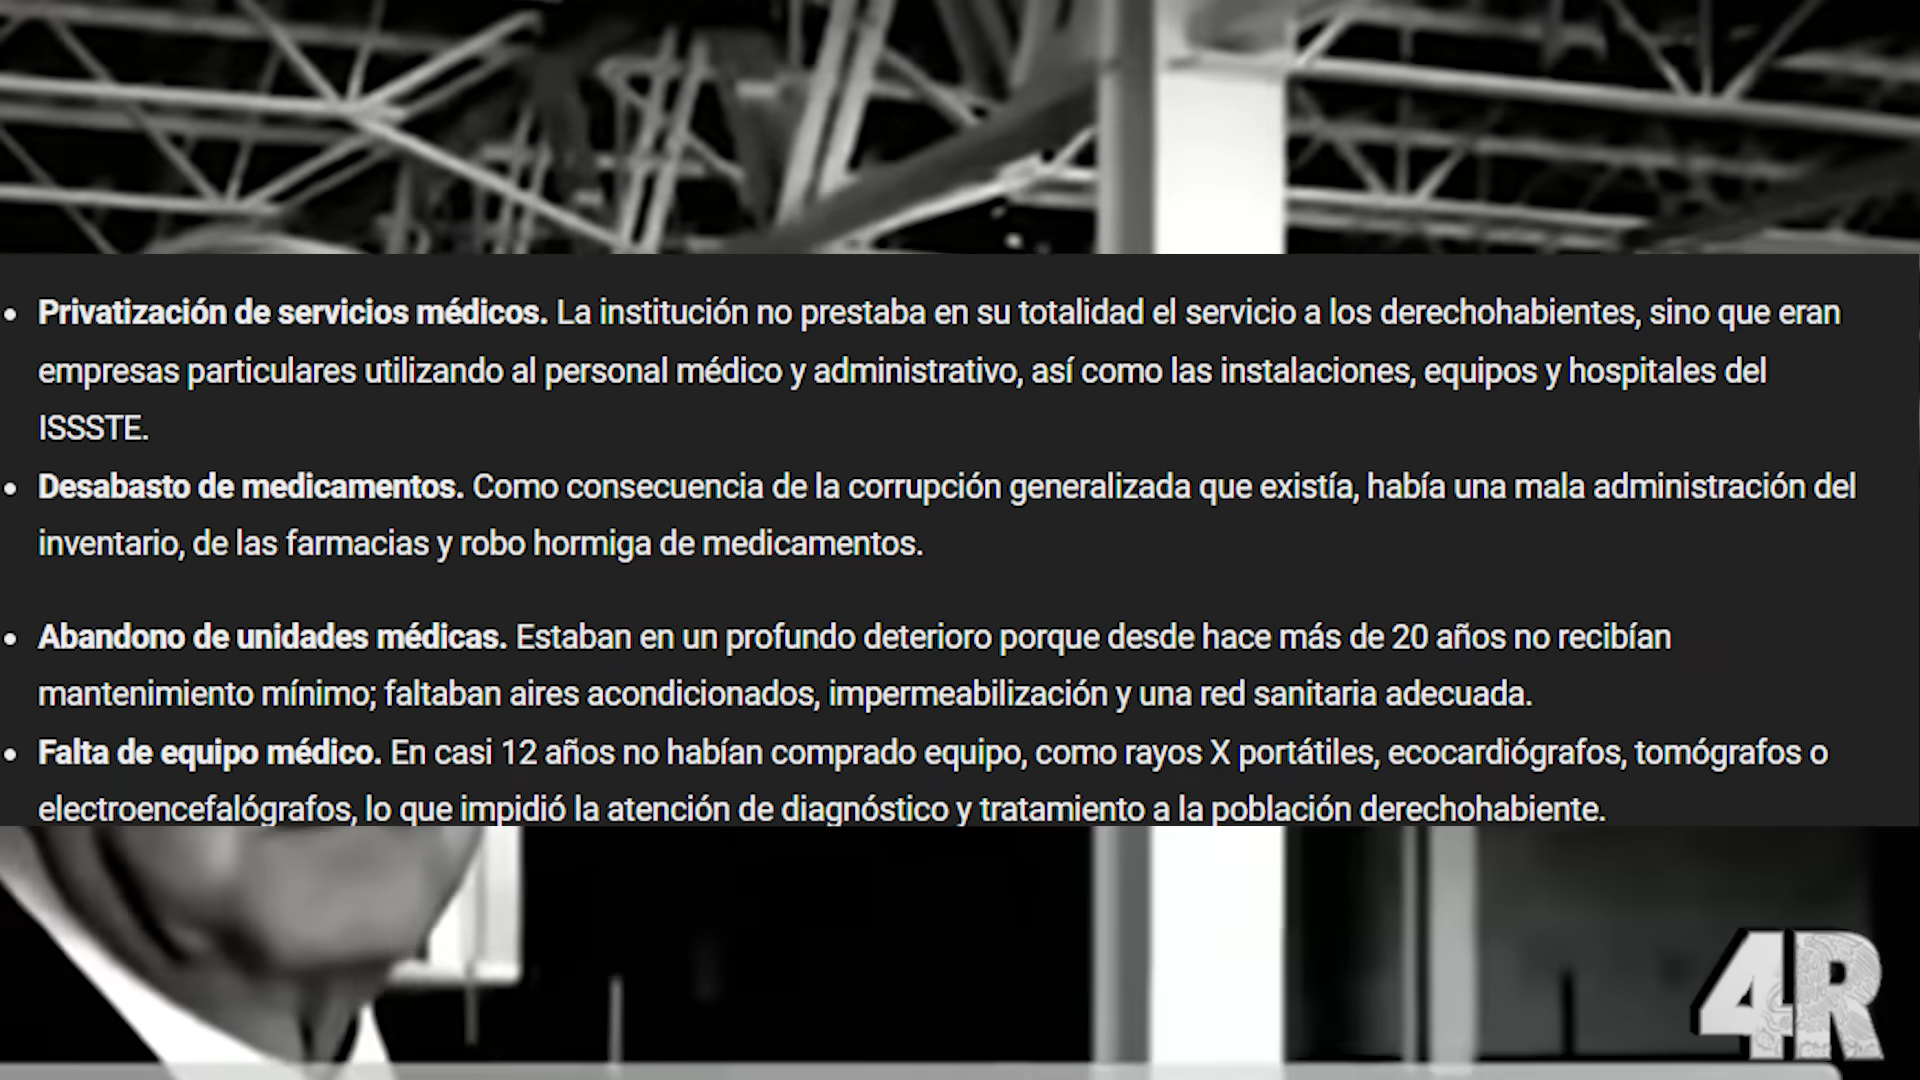 • Privatización de servicios médicos. La institución no prestaba en su totalidad el servicio a los derechohabientes, sino que eran
empresas particulares utilizando al personal médico y administrativo, así como las instalaciones, equipos y hospitales del
ISSSTE.
• Desabasto de medicamentos. Como consecuencia de la corrupción generalizada que existía, había una mala administración del
inventario, de las farmacias y robo hormiga de medicamentos.
• Abandono de unidades médicas. Estaban en un profundo deterioro porque desde hace más de 20 años no recibían
mantenimiento mínimo; faltaban aires acondicionados, impermeabilización y una red sanitaria adecuada.
• Falta de equipo médico. En casi 12 años no habían comprado equipo, como rayos X portátiles, ecocardiógrafos, tomógrafos o
electroencefalógrafos, lo que impidió la atención de diagnóstico y tratamiento a la población derechohabiente.
4R